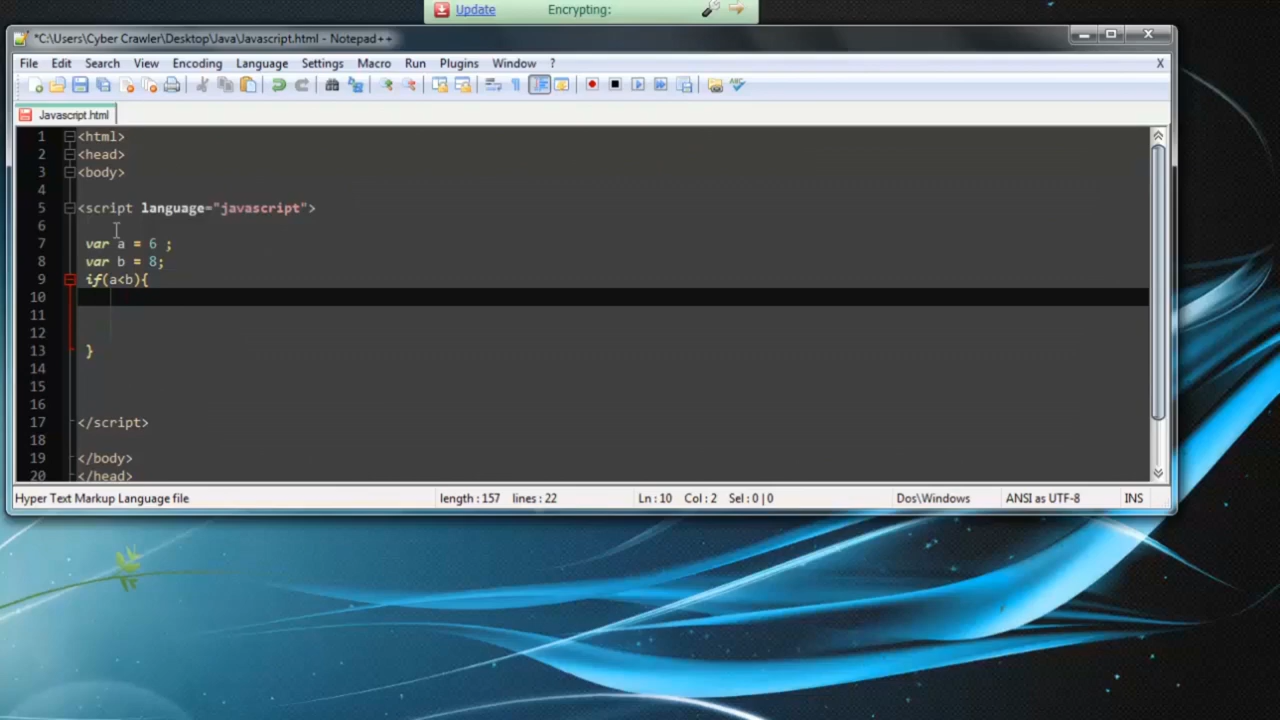 Update Encrypting:
*C:\Users\Cyber Crawler\Desktop\Java\Javascript.html - Notepad++
File Edit Search View Encoding Language Settings Macro Run Plugins Window ? X
Javascript.html
1 <html>
2 <head>
3 <body>
4
5 <script language="javascript">
6
7 var a = 6 ;
8 var b = 8;
9 if(a<b){
10
11
12
13 }
14
15
16
17 </script>
18
19 </body>
20 </head>
Hyper Text Markup Language file length : 157 lines : 22 Ln : 10 Col : 2 Sel : 0 | 0 Dos\Windows ANSI as UTF-8 INS